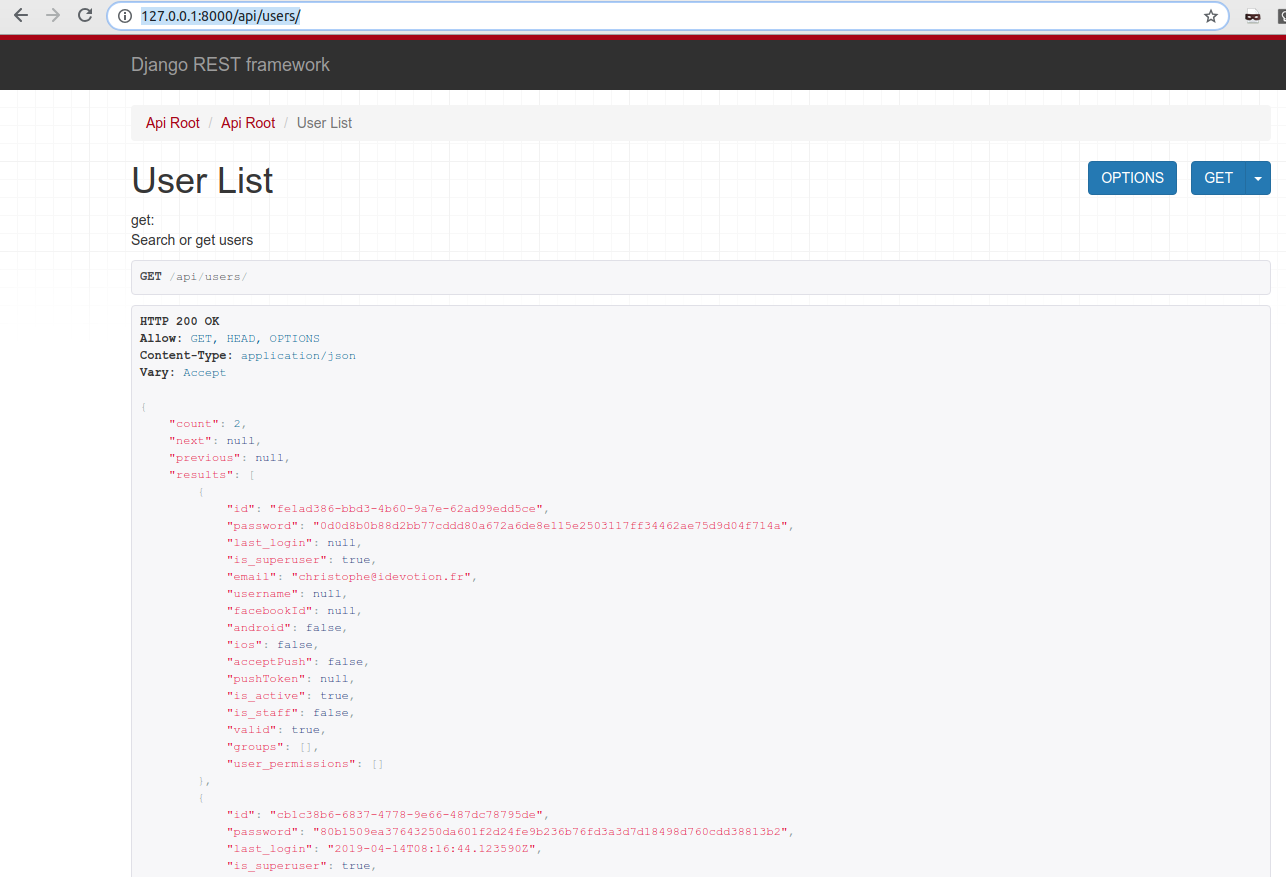 127.0.0.1:8000/api/users/
Django REST framework
Api Root / Api Root / User List
User List
OPTIONS
GET
get:
Search or get users
GET /api/users/
HTTP 200 OK
Allow: GET, HEAD, OPTIONS
Content-Type: application/json
Vary: Accept
{
    "count": 2,
    "next": null,
    "previous": null,
    "results": [
        {
            "id": "fe1ad386-bbd3-4b60-9a7e-62ad99edd5ce",
            "password": "0d0d8b0b88d2bb77cddd80a672a6de8e115e2503117ff34462ae75d9d04f714a",
            "last_login": null,
            "is_superuser": true,
            "email": "christophe@idevotion.fr",
            "username": null,
            "facebookId": null,
            "android": false,
            "ios": false,
            "acceptPush": false,
            "pushToken": null,
            "is_active": true,
            "is_staff": false,
            "valid": true,
            "groups": [],
            "user_permissions": []
        },
        {
            "id": "cb1c38b6-6837-4778-9e66-487dc78795de",
            "password": "80b1509ea37643250da601f2d24fe9b236b76fd3a3d7d18498d760cdd38813b2",
            "last_login": "2019-04-14T08:16:44.123590Z",
            "is_superuser": true,